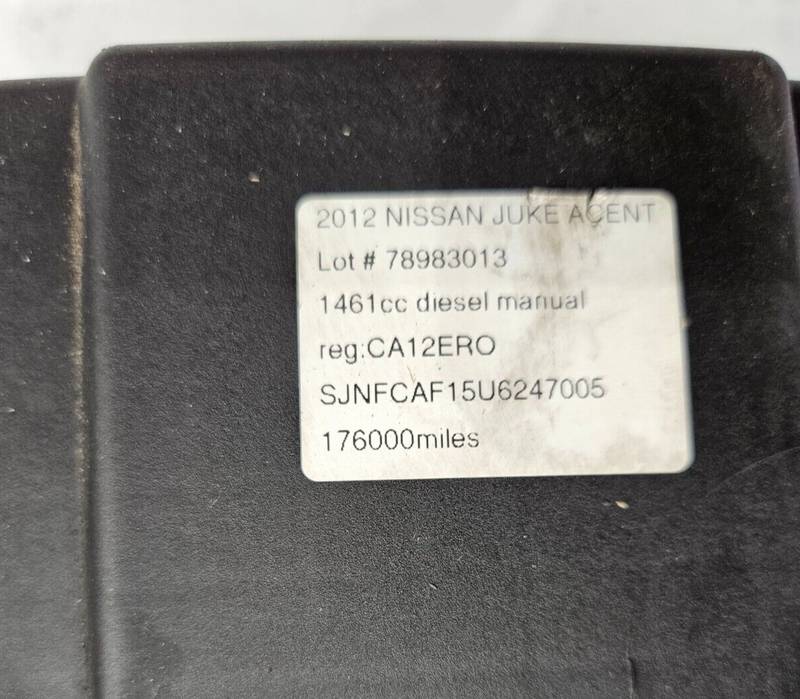 2012 NISSAN JUKE ACENT
Lot # 78983013
1461cc diesel manual
reg:CA12ERO
SJNFCAF15U6247005
176000miles